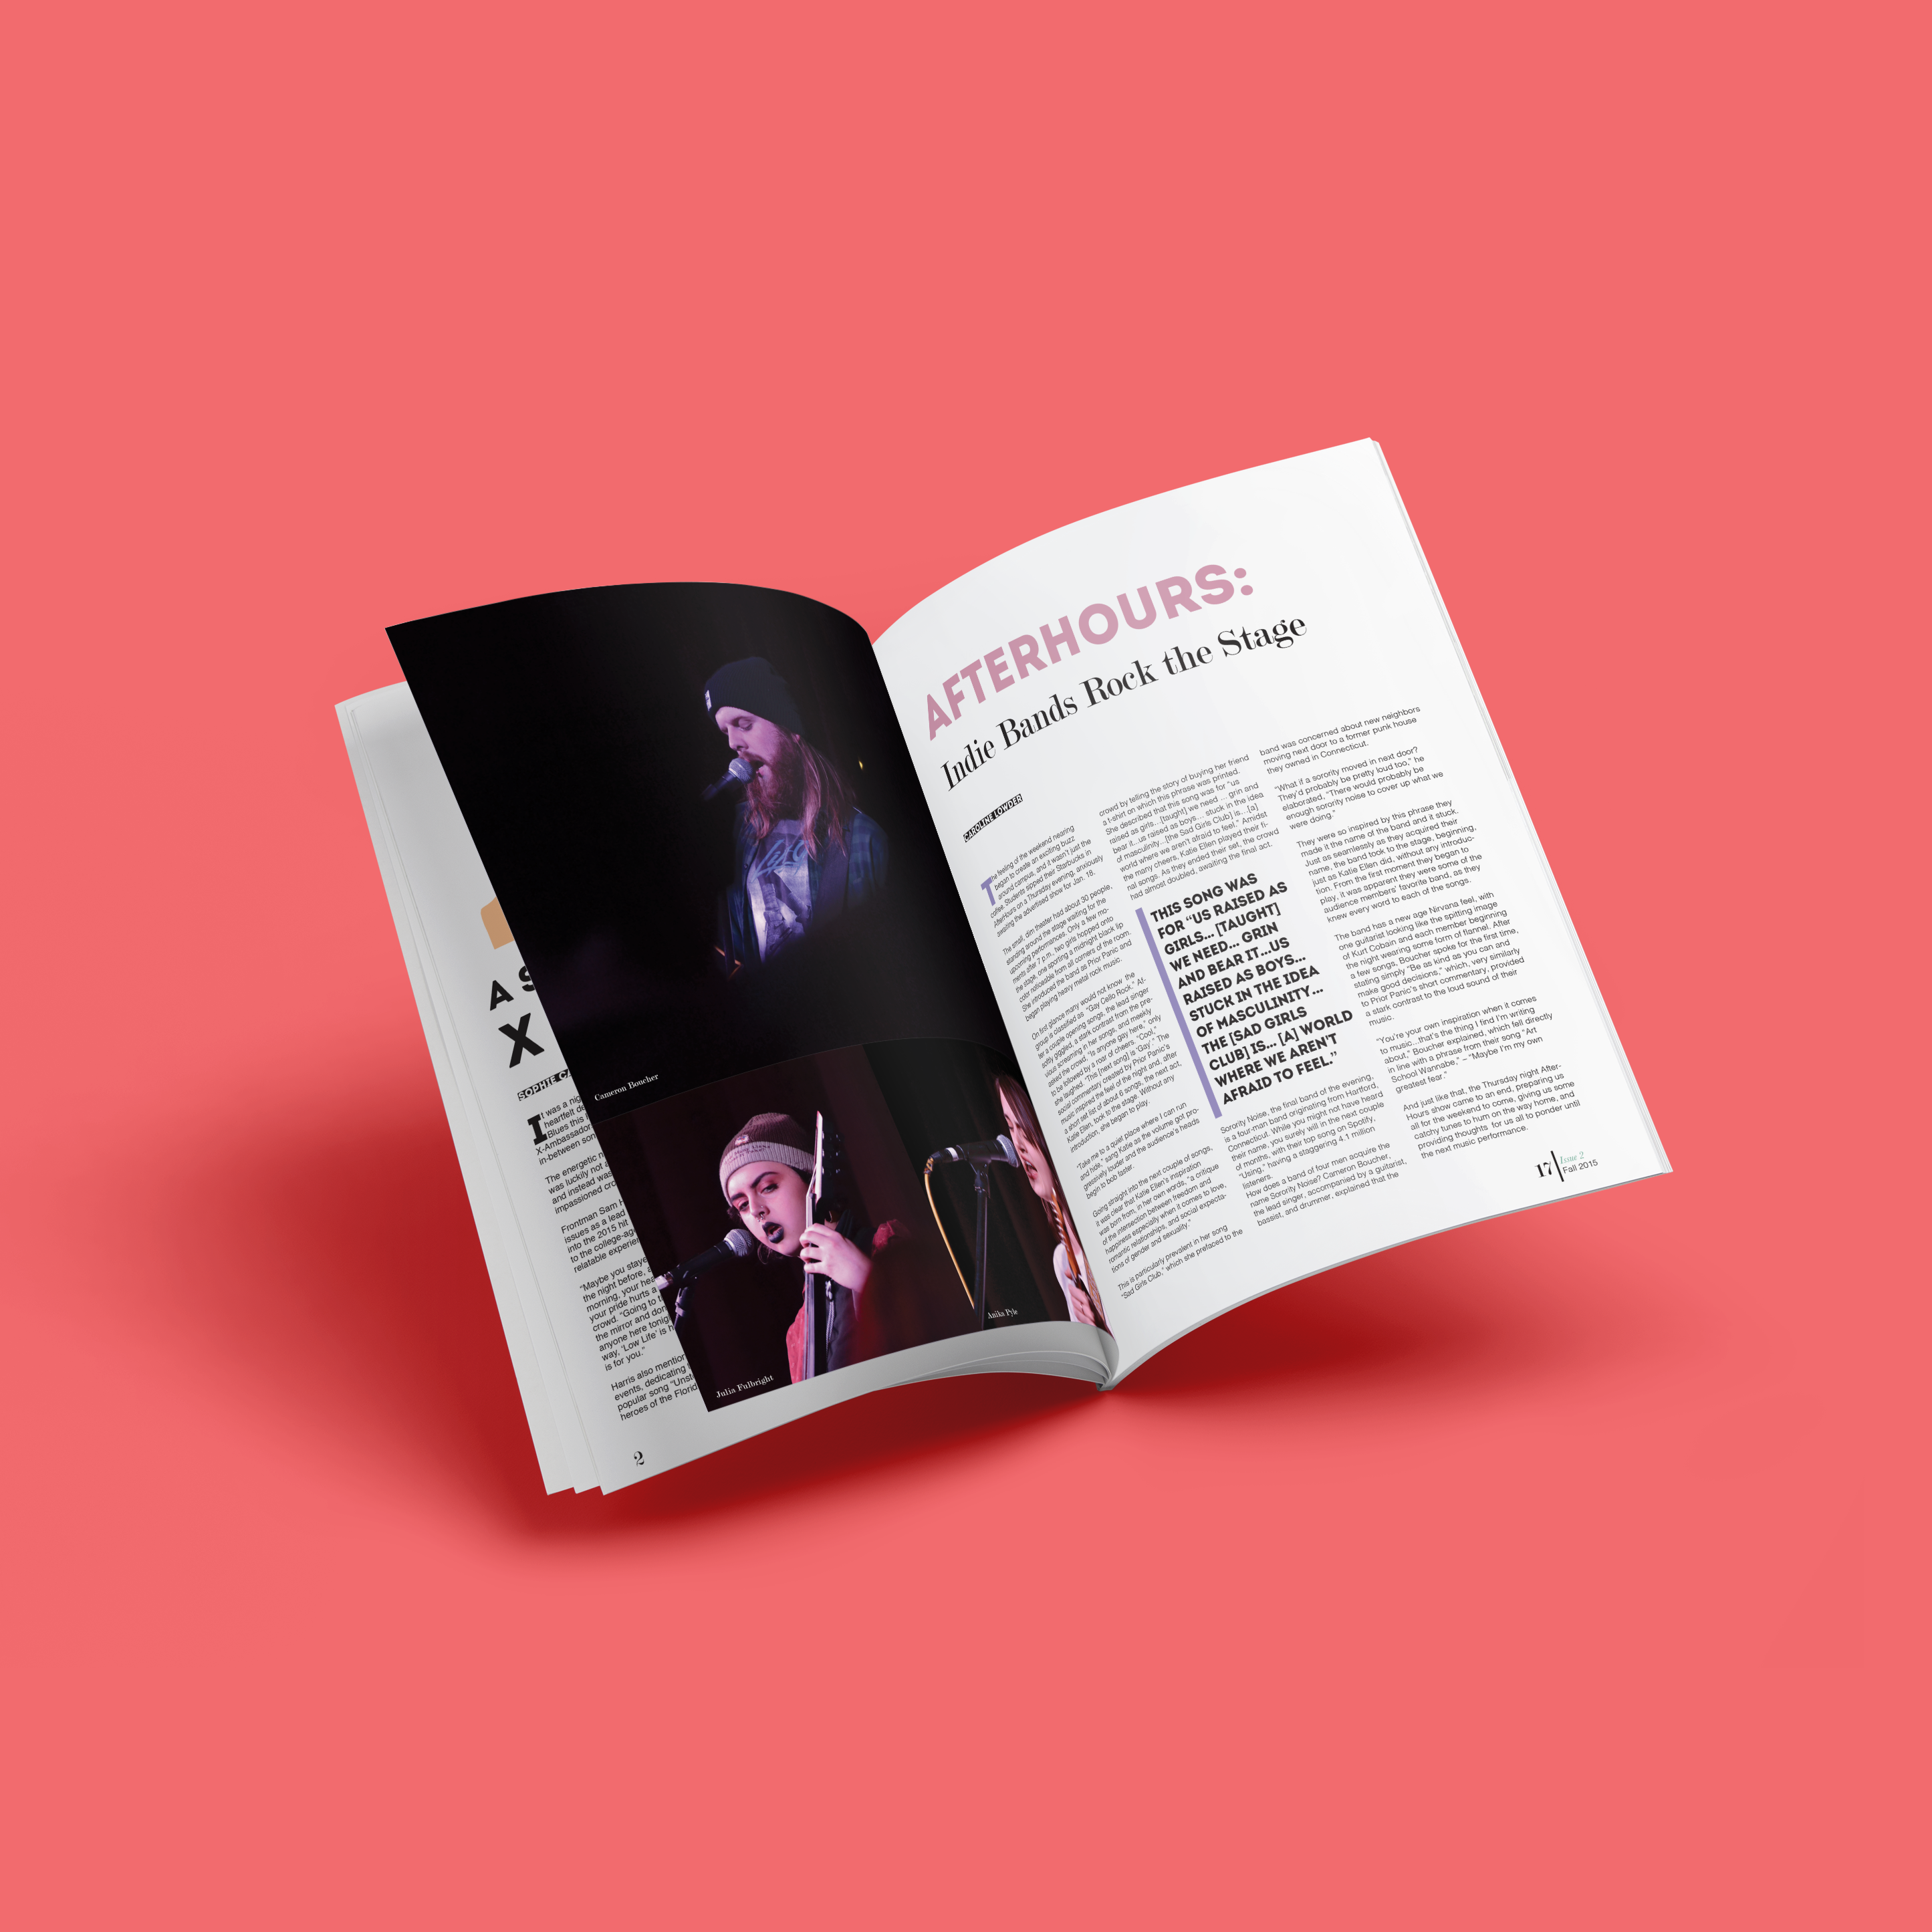 A S
X
SOPHIE CA
It was a nig
heartfelt de
Blues this
X-Ambassador
in-between son
The energetic n
was luckily not a
and instead was
impassioned cro
Frontman Sam H
issues as a lead
into the 2015 hit
to the college-ag
relatable experien
"Maybe you staye
the night before, a
morning, your hea
your pride hurts a
crowd. "Going to t
the mirror and don
anyone here tonig
way, 'Low Life' is h
is for you."
Harris also mention
events, dedicating
popular song "Unst
heroes of the Florid
2
Cameron Boucher
Julia Fulbright
Anika Pyle
AFTERHOURS:
Indie Bands Rock the Stage
CAROLINE LOWDER
The feeling of the weekend nearing
began to create an exciting buzz
around campus, and it wasn't just the
coffee. Students sipped their Starbucks in
AfterHours on a Thursday evening, anxiously
awaiting the advertised show for Jan. 18.
The small, dim theater had about 30 people,
standing around the stage waiting for the
upcoming performances. Only a few mo-
ments after 7 p.m., two girls hopped onto
the stage, one sporting a midnight black lip
color noticeable from all corners of the room.
She introduced the band as Prior Panic and
began playing heavy metal rock music.
On first glance many would not know the
group is classified as "Gay Cello Rock." Af-
ter a couple opening songs, the lead singer
softly giggled, a stark contrast from the pre-
vious screaming in her songs, and meekly
asked the crowd, "Is anyone gay here," only
to be followed by a roar of cheers. "Cool,"
she laughed. "This [next song] is 'Gay'." The
social commentary created by Prior Panic's
music inspired the feel of the night and, after
a short set list of about 6 songs, the next act,
Katie Ellen, took to the stage. Without any
introduction, she began to play.
"Take me to a quiet place where I can run
and hide," sang Katie as the volume got pro-
gressively louder and the audience's heads
begin to bob faster.
Going straight into the next couple of songs,
it was clear that Katie Ellen's inspiration
was born from, in her own words, "a critique
of the intersection between freedom and
happiness especially when it comes to love,
romantic relationships, and social expecta-
tions of gender and sexuality."
This is particularly prevalent in her song
"Sad Girls Club," which she prefaced to the
crowd by telling the story of buying her friend
a t-shirt on which this phrase was printed.
She described that this song was for "us
raised as girls... [taught] we need ... grin and
bear it...us raised as boys... stuck in the idea
of masculinity... [the Sad Girls Club] is...[a]
world where we aren't afraid to feel." Amidst
the many cheers, Katie Ellen played their fi-
nal songs. As they ended their set, the crowd
had almost doubled, awaiting the final act.
THIS SONG WAS
FOR "US RAISED AS
GIRLS... [TAUGHT]
WE NEED... GRIN
AND BEAR IT...US
RAISED AS BOYS...
STUCK IN THE IDEA
OF MASCULINITY...
THE [SAD GIRLS
CLUB] IS... [A] WORLD
WHERE WE AREN'T
AFRAID TO FEEL."
Sorority Noise, the final band of the evening,
is a four-man band originating from Hartford,
Connecticut. While you might not have heard
their name, you surely will in the next couple
of months, with their top song on Spotify,
"Using," having a staggering 4.1 million
listeners.
How does a band of four men acquire the
name Sorority Noise? Cameron Boucher,
the lead singer, accompanied by a guitarist,
bassist, and drummer, explained that the
band was concerned about new neighbors
moving next door to a former punk house
they owned in Connecticut.
"What if a sorority moved in next door?
They'd probably be pretty loud too," he
elaborated, "There would probably be
enough sorority noise to cover up what we
were doing."
They were so inspired by this phrase they
made it the name of the band and it stuck.
Just as seamlessly as they acquired their
name, the band took to the stage, beginning,
just as Katie Ellen did, without any introduc-
tion. From the first moment they began to
play, it was apparent they were some of the
audience members' favorite band, as they
knew every word to each of the songs.
The band has a new age Nirvana feel, with
one guitarist looking like the spitting image
of Kurt Cobain and each member beginning
the night wearing some form of flannel. After
a few songs, Boucher spoke for the first time,
stating simply "Be as kind as you can and
make good decisions," which, very similarly
to Prior Panic's short commentary, provided
a stark contrast to the loud sound of their
music.
"You're your own inspiration when it comes
to music...that's the thing I find I'm writing
about," Boucher explained, which fell directly
in line with a phrase from their song "Art
School Wannabe," – "Maybe I'm my own
greatest fear."
And just like that, the Thursday night After-
Hours show came to an end, preparing us
all for the weekend to come, giving us some
catchy tunes to hum on the way home, and
providing thoughts for us all to ponder until
the next music performance.
17
Issue 2
Fall 2015